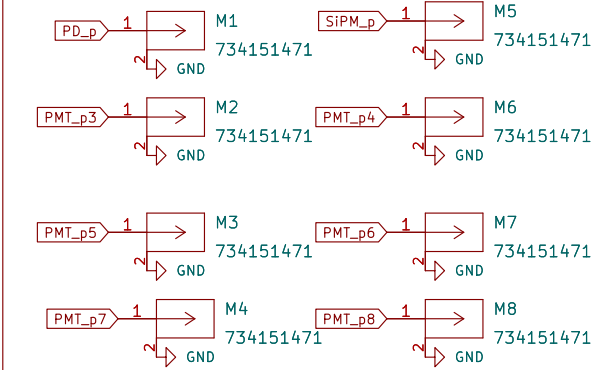 PD_p 1 M1
734151471
2 GND
SiPM_p 1 M5
734151471
2 GND
PMT_p3 1 M2
734151471
2 GND
PMT_p4 1 M6
734151471
2 GND
PMT_p5 1 M3
734151471
2 GND
PMT_p6 1 M7
734151471
2 GND
PMT_p7 1 M4
734151471
2 GND
PMT_p8 1 M8
734151471
2 GND